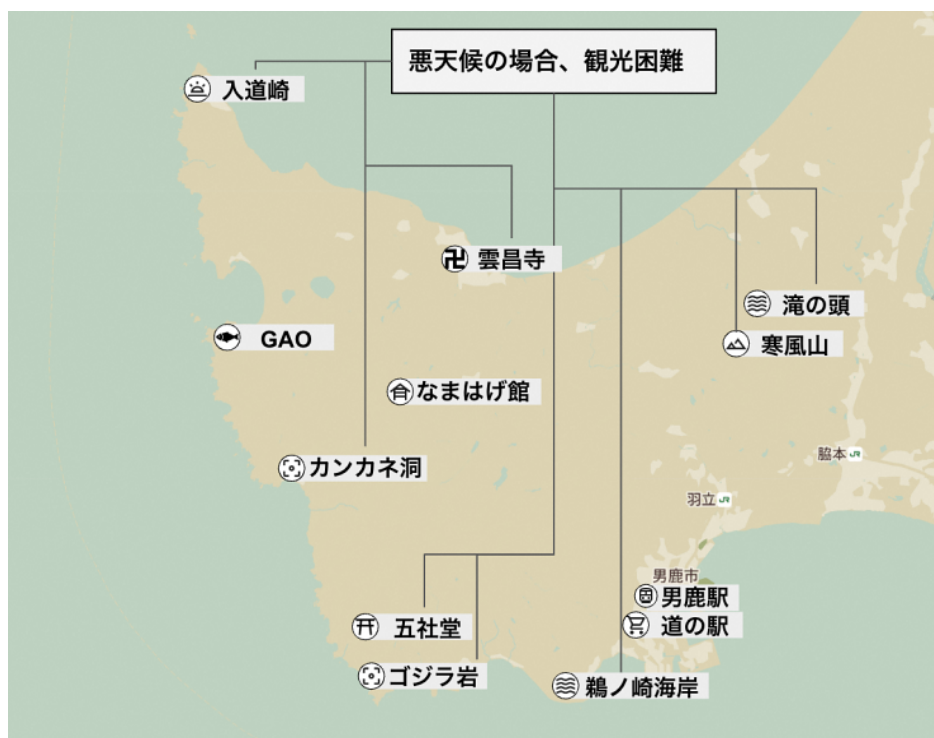 悪天候の場合、観光困難
入道崎
卍 雲昌寺
滝の頭
GAO
寒風山
なまはげ館
脇本 JR
カンカネ洞
羽立 JR
男鹿市
男鹿駅
五社堂
道の駅
ゴジラ岩
鵜ノ崎海岸